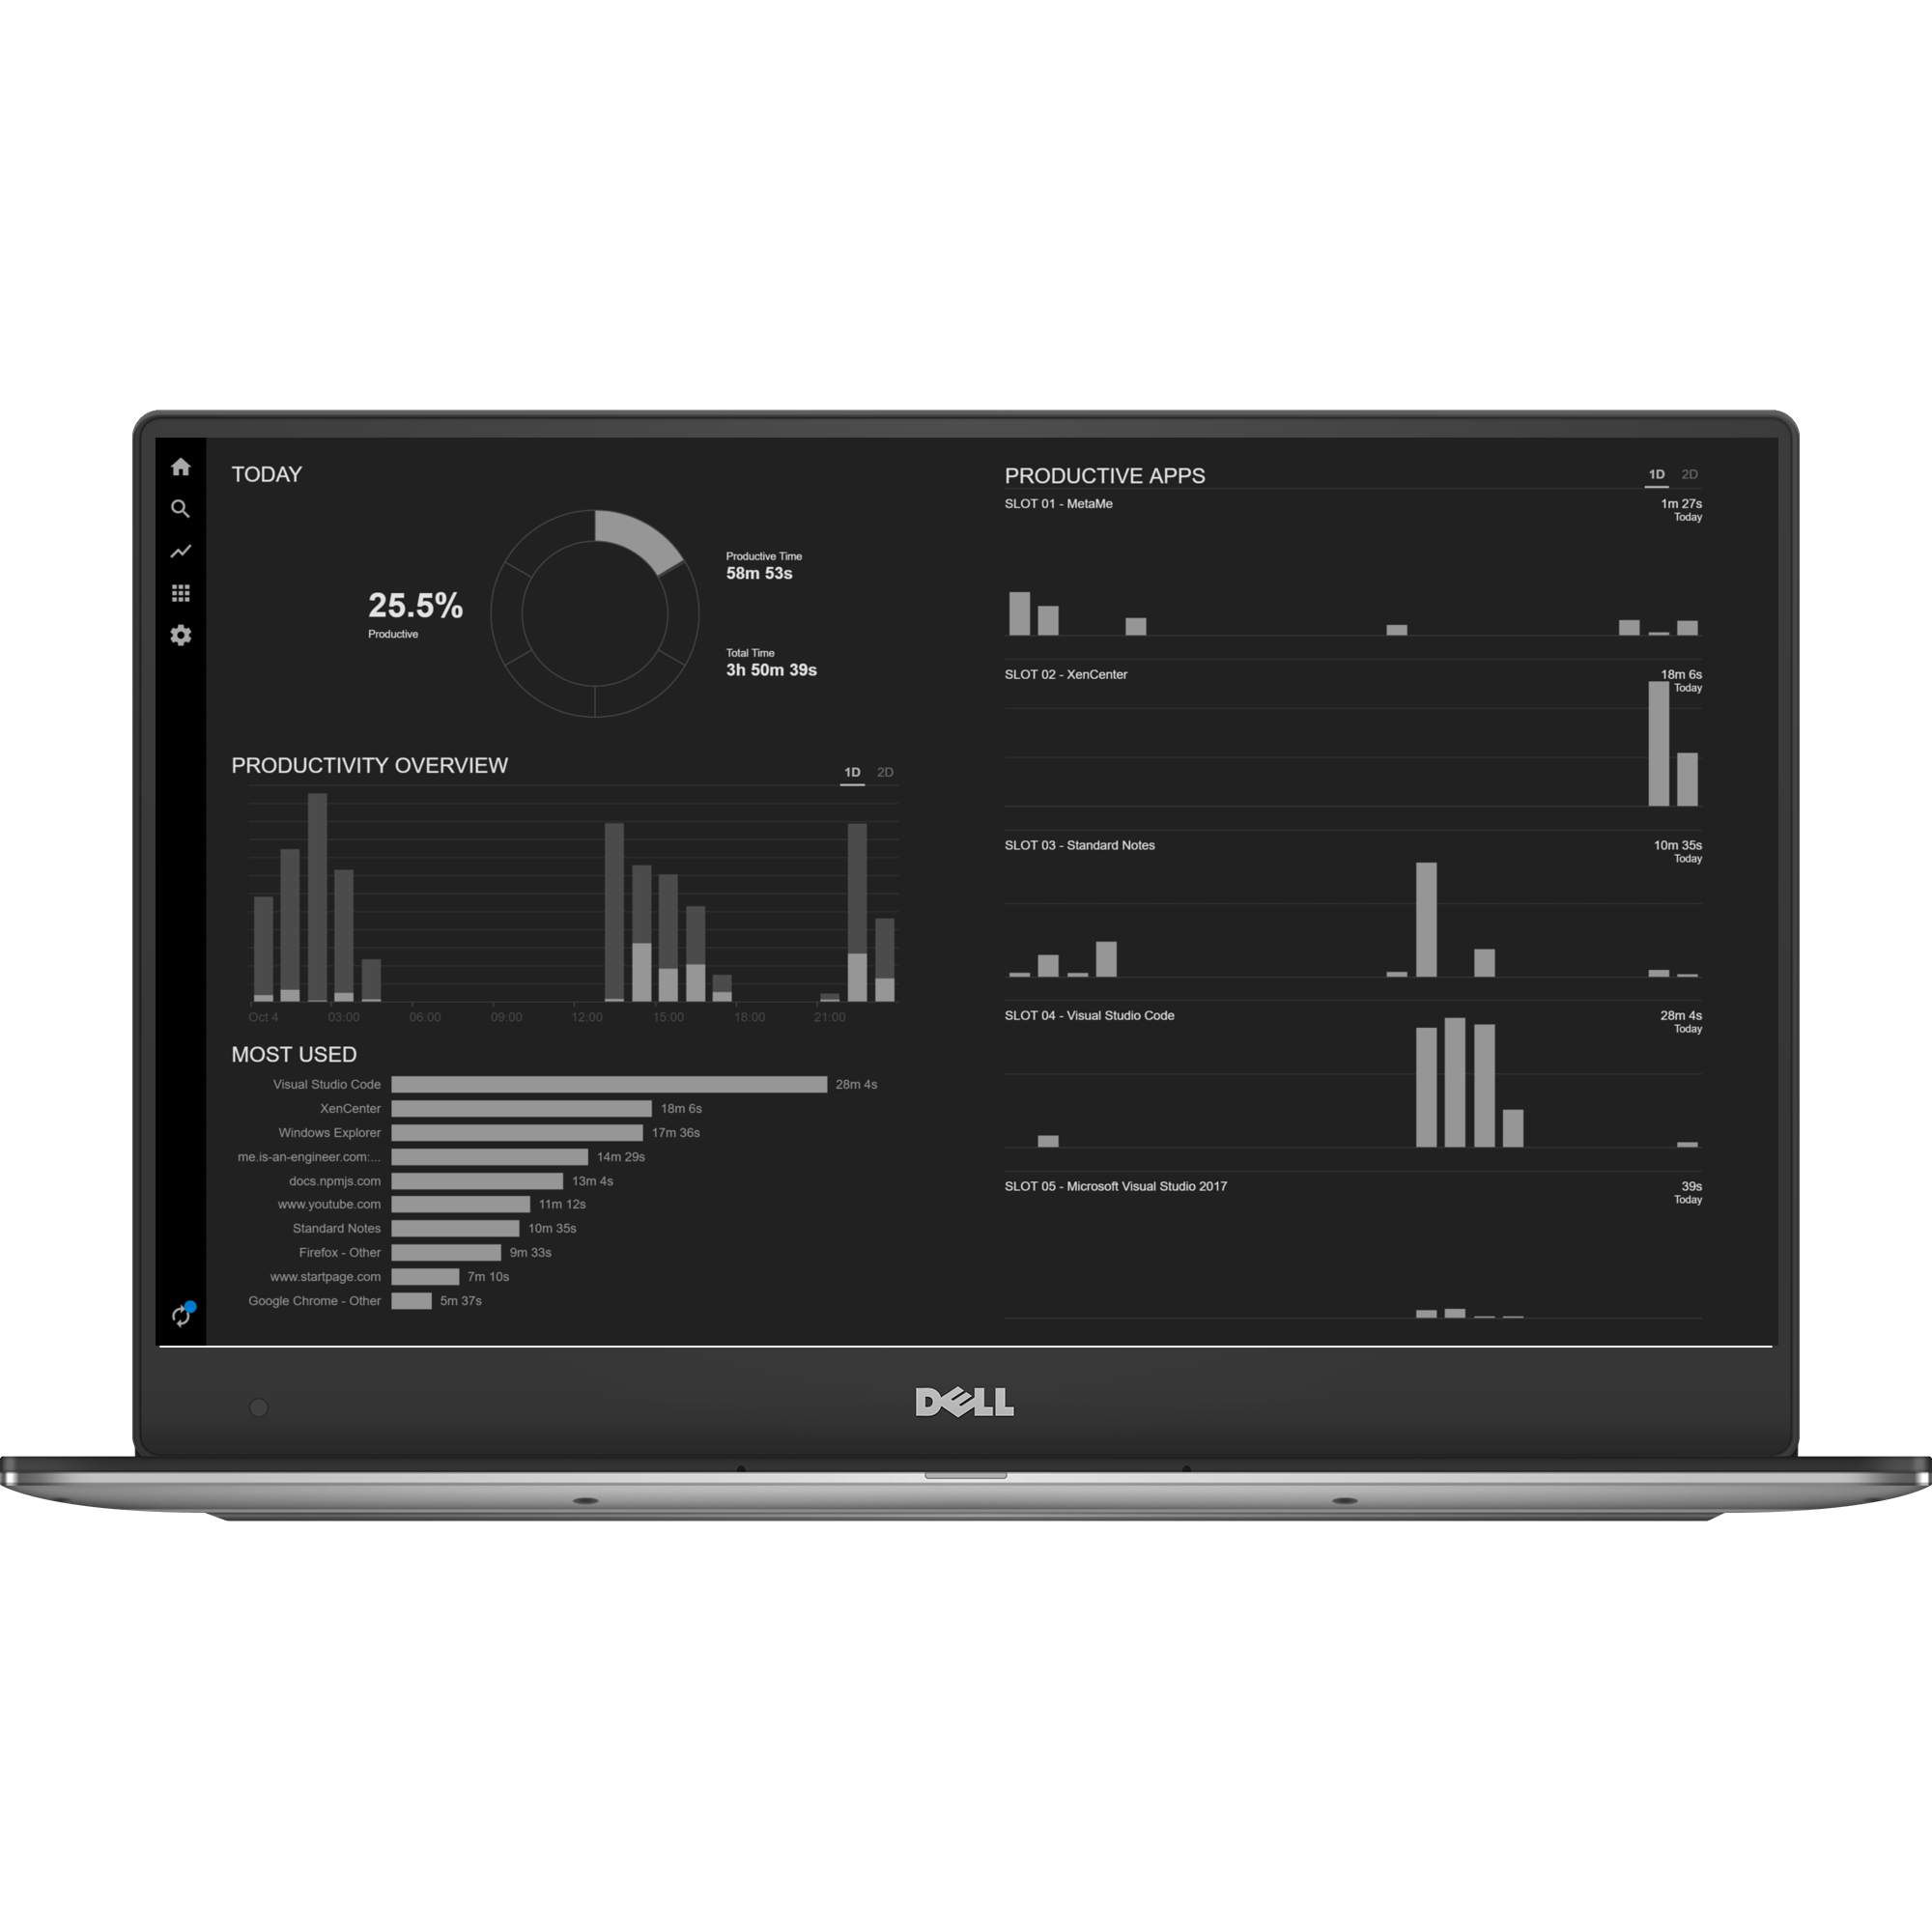 TODAY
25.5%
Productive
Productive Time
58m 53s
Total Time
3h 50m 39s
PRODUCTIVITY OVERVIEW
1D 2D
Oct 4 03:00 06:00 09:00 12:00 15:00 18:00 21:00
MOST USED
Visual Studio Code 28m 4s
XenCenter 18m 6s
Windows Explorer 17m 36s
me.is-an-engineer.com:... 14m 29s
docs.npmjs.com 13m 4s
www.youtube.com 11m 12s
Standard Notes 10m 35s
Firefox - Other 9m 33s
www.startpage.com 7m 10s
Google Chrome - Other 5m 37s
PRODUCTIVE APPS 1D 2D
SLOT 01 - MetaMe 1m 27s
Today
SLOT 02 - XenCenter 18m 6s
Today
SLOT 03 - Standard Notes 10m 35s
Today
SLOT 04 - Visual Studio Code 28m 4s
Today
SLOT 05 - Microsoft Visual Studio 2017 39s
Today
DELL